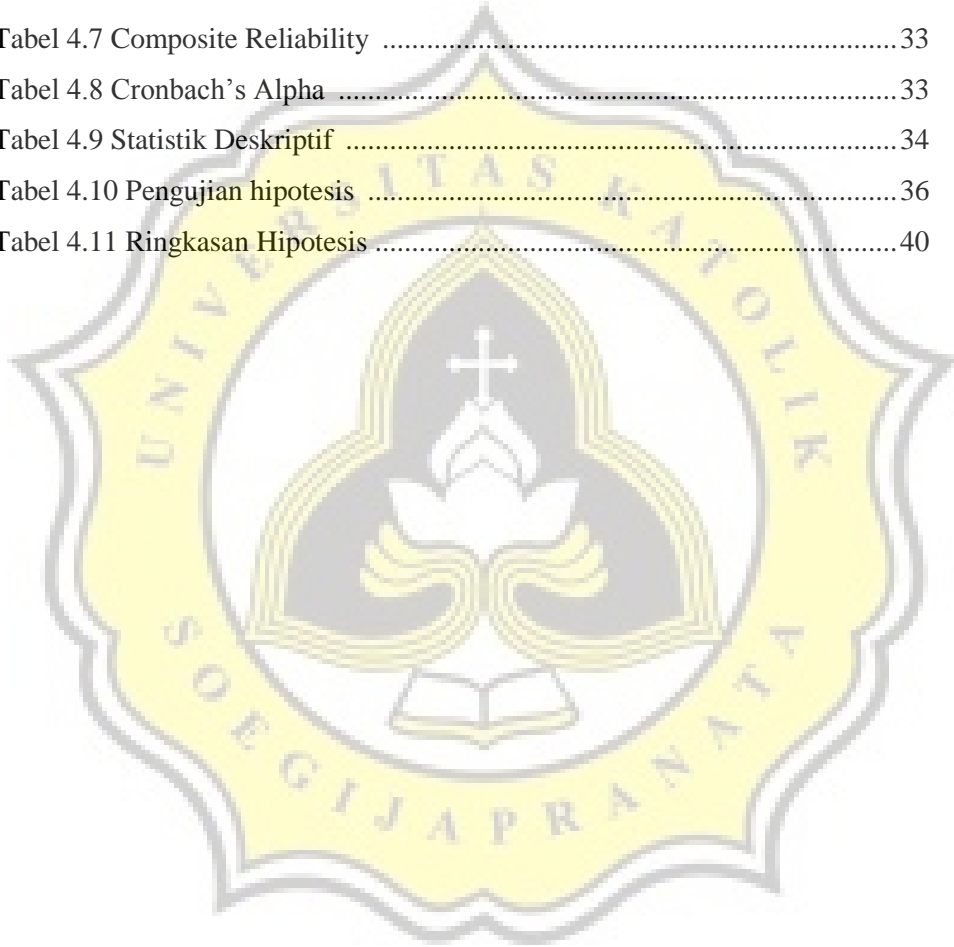 Tabel 4.7 Composite Reliability ..........33
Tabel 4.8 Cronbach’s Alpha ..........33
Tabel 4.9 Statistik Deskriptif ..........34
Tabel 4.10 Pengujian hipotesis ..........36
Tabel 4.11 Ringkasan Hipotesis ..........40
UNIVERSITAS KATOLIK
SOEGIJAPRANATA